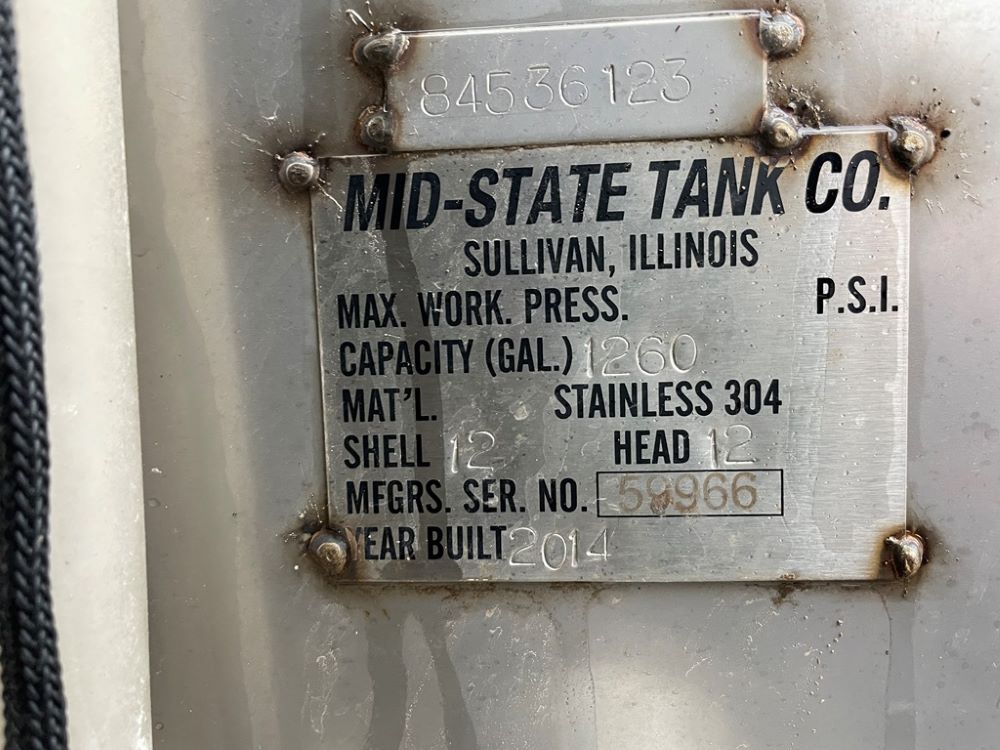 84536123
MID-STATE TANK CO.
SULLIVAN, ILLINOIS
MAX. WORK. PRESS. P.S.I.
CAPACITY (GAL.) 1260
MAT'L. STAINLESS 304
SHELL 12 HEAD 12
MFGRS. SER. NO. 59966
YEAR BUILT 2014